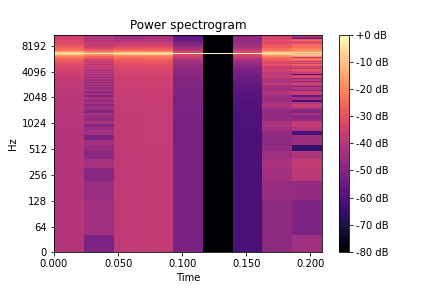 Power spectrogram
8192
4096
2048
1024
512
256
128
64
0
Hz
0.000 0.050 0.100 0.150 0.200
Time
+0 dB
-10 dB
-20 dB
-30 dB
-40 dB
-50 dB
-60 dB
-70 dB
-80 dB